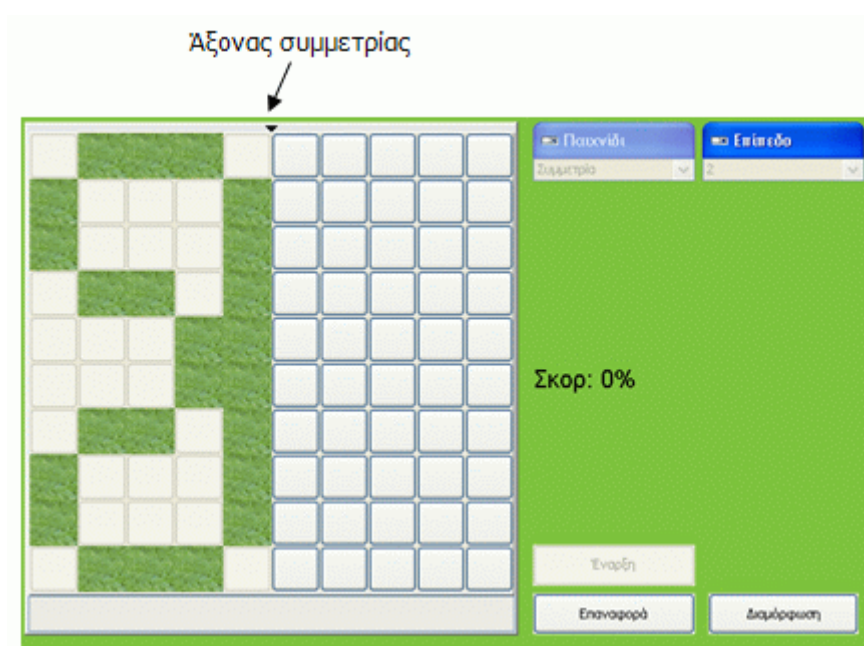 Άξονας συμμετρίας
Παιχνίδι
Επίπεδο
Συμμετρία
2
Σκορ: 0%
Έναρξη
Επαναφορά
Διαμόρφωση